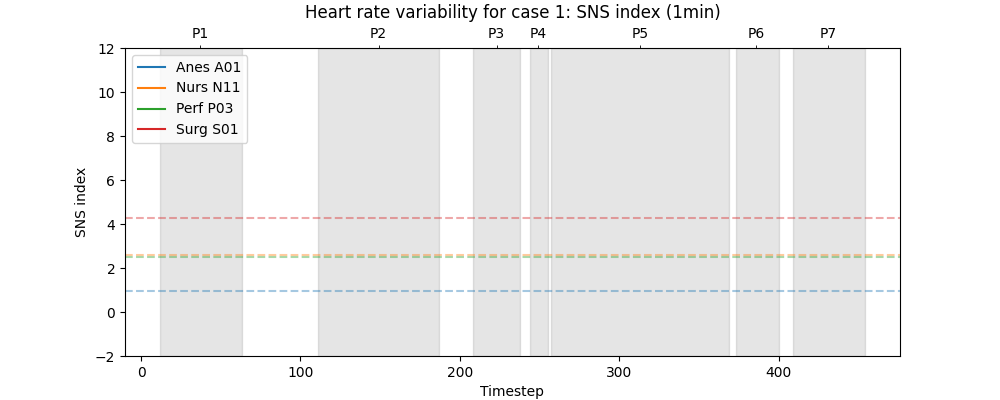 Heart rate variability for case 1: SNS index (1min)
P1 P2 P3 P4 P5 P6 P7
12
10
8
6
4
2
0
−2
SNS index
Anes A01
Nurs N11
Perf P03
Surg S01
0 100 200 300 400
Timestep